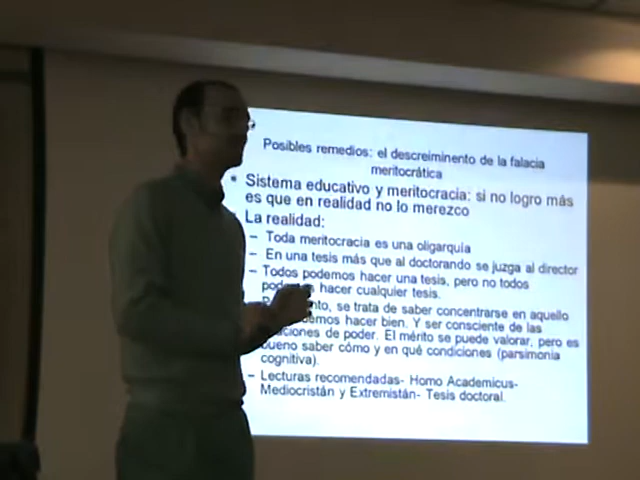 Posibles remedios: el descreiminento de la falacia
meritocrática
• Sistema educativo y meritocracia: si no logro más
es que en realidad no lo merezco
La realidad:
– Toda meritocracia es una oligarquía
– En una tesis más que al doctorando se juzga al director
– Todos podemos hacer una tesis, pero no todos
hacer cualquier tesis.
se trata de saber concentrarse en aquello
hacer bien. Y ser consciente de las
de poder. El mérito se puede valorar, pero es
bueno saber cómo y en qué condiciones (parsimonia
cognitiva).
– Lecturas recomendadas- Homo Academicus-
Mediocristán y Extremistán- Tesis doctoral.